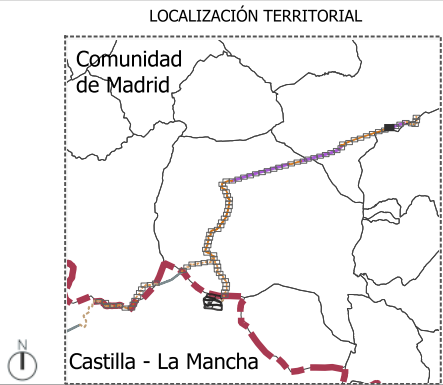 LOCALIZACIÓN TERRITORIAL
Comunidad
de Madrid
N
Castilla - La Mancha